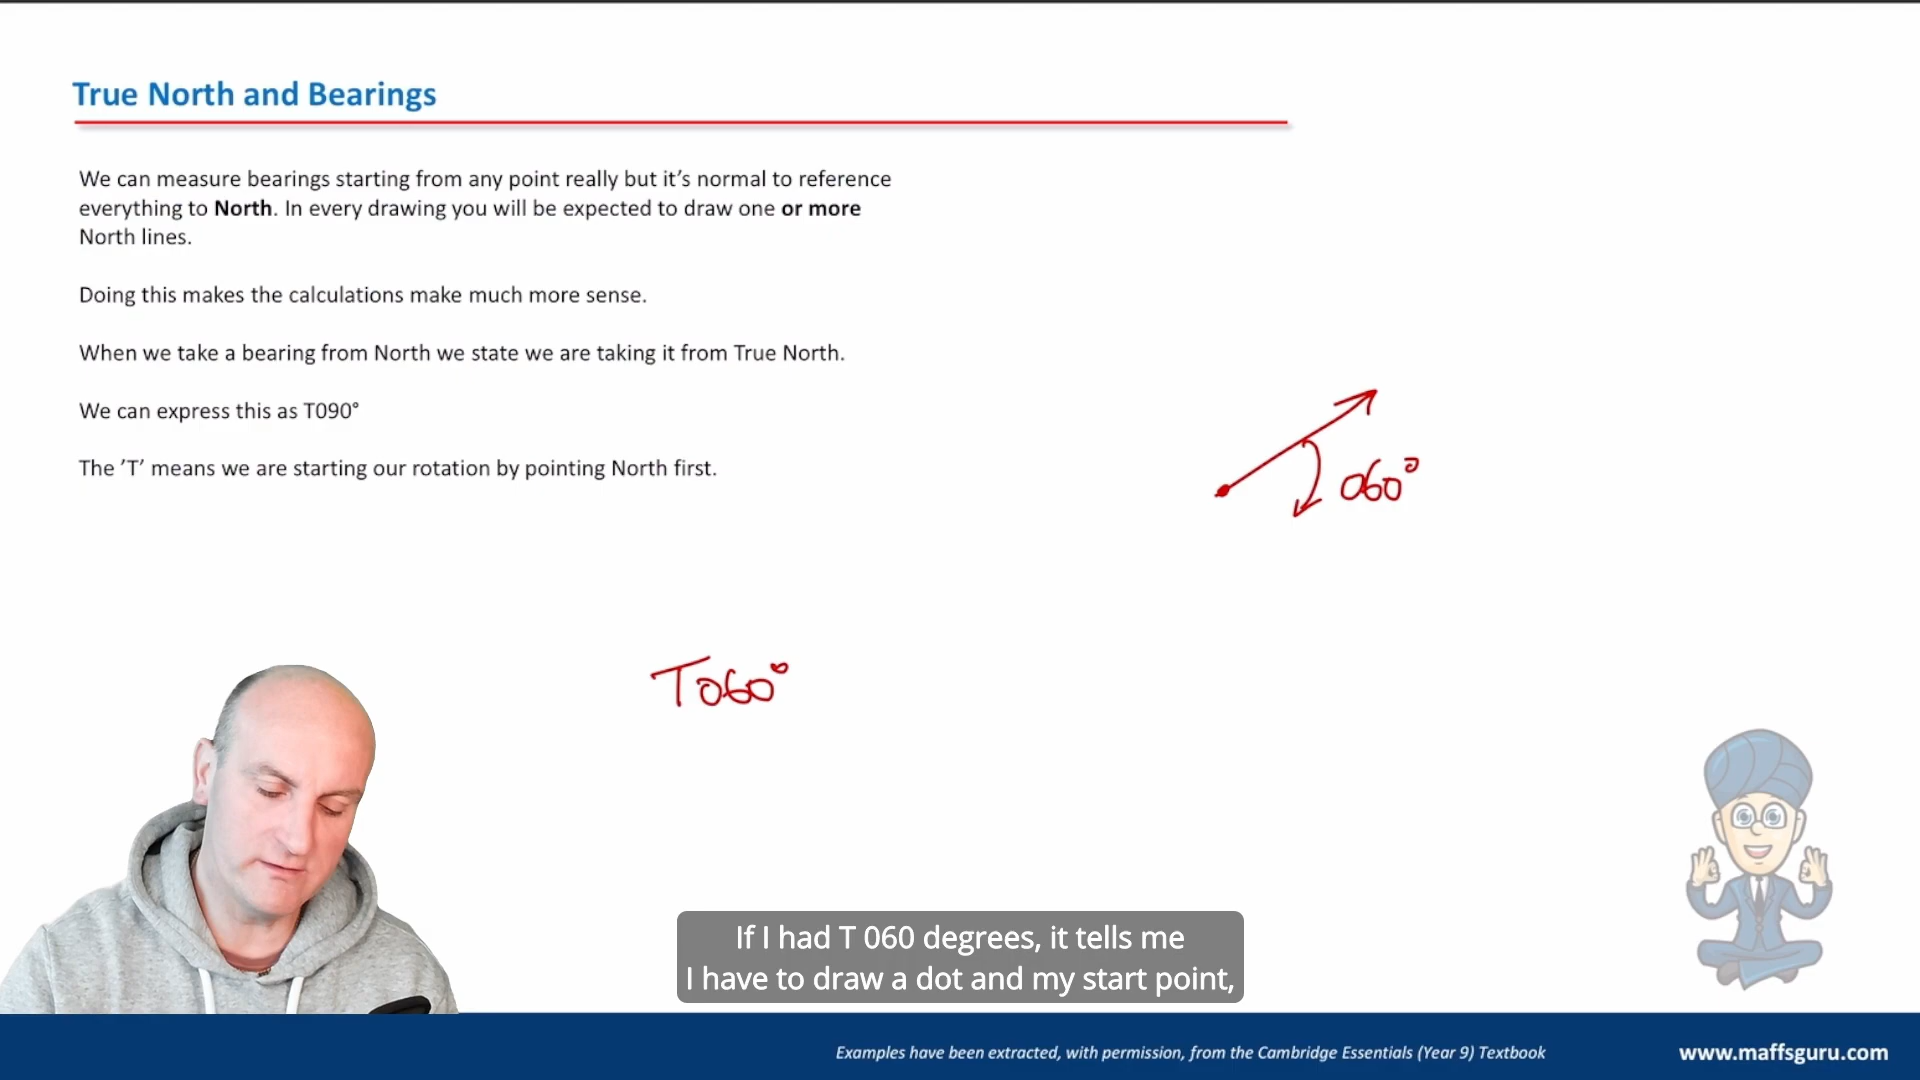 True North and Bearings
We can measure bearings starting from any point really but it's normal to reference
everything to North. In every drawing you will be expected to draw one or more
North lines.
Doing this makes the calculations make much more sense.
When we take a bearing from North we state we are taking it from True North.
We can express this as T090°
The ’T’ means we are starting our rotation by pointing North first.
060°
T060°
If I had T 060 degrees, it tells me
I have to draw a dot and my start point,
Examples have been extracted, with permission, from the Cambridge Essentials (Year 9) Textbook
www.maffsguru.com